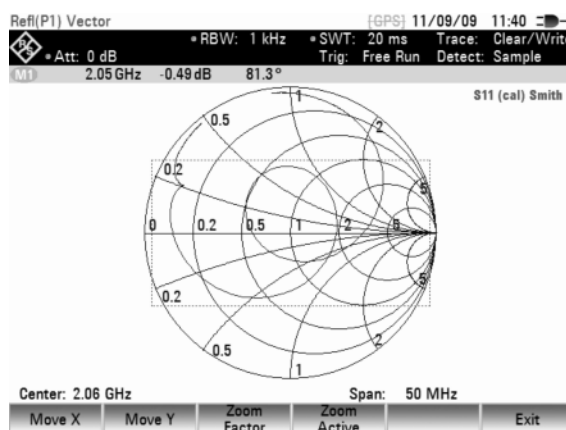 Refl(P1) Vector [GPS] 11/09/09 11:40
RBW: 1 kHz SWT: 20 ms Trace: Clear/Write
Att: 0 dB Trig: Free Run Detect: Sample
M1 2.05 GHz -0.49 dB 81.3 °
S11 (cal) Smith
1
0.5 2
0.2 5
0 0.2 0.5 1 2 5
0.2 5
0.5 2
1
Center: 2.06 GHz Span: 50 MHz
Move X Move Y Zoom Factor Zoom Active Exit